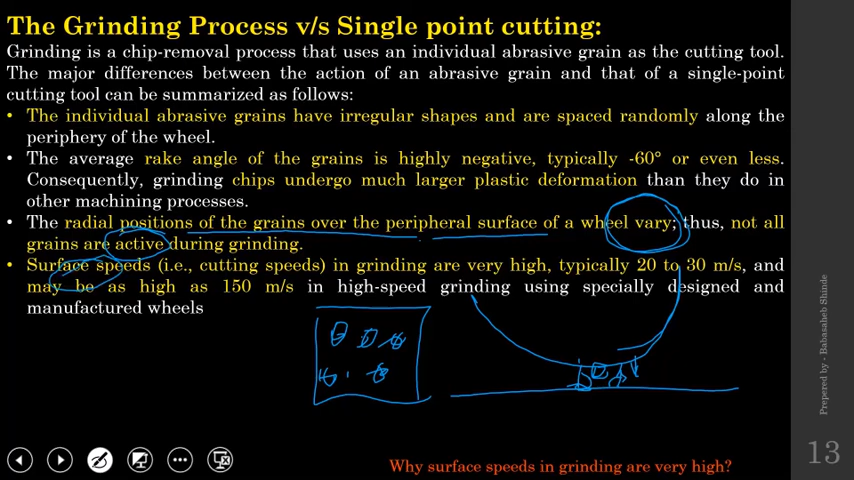 The Grinding Process v/s Single point cutting:
Grinding is a chip-removal process that uses an individual abrasive grain as the cutting tool.
The major differences between the action of an abrasive grain and that of a single-point
cutting tool can be summarized as follows:
• The individual abrasive grains have irregular shapes and are spaced randomly along the
periphery of the wheel.
• The average rake angle of the grains is highly negative, typically -60° or even less.
Consequently, grinding chips undergo much larger plastic deformation than they do in
other machining processes.
• The radial positions of the grains over the peripheral surface of a wheel vary; thus, not all
grains are active during grinding.
• Surface speeds (i.e., cutting speeds) in grinding are very high, typically 20 to 30 m/s, and
may be as high as 150 m/s in high-speed grinding using specially designed and
manufactured wheels
Why surface speeds in grinding are very high?
Prepered by - Babasaheb Shinde
13